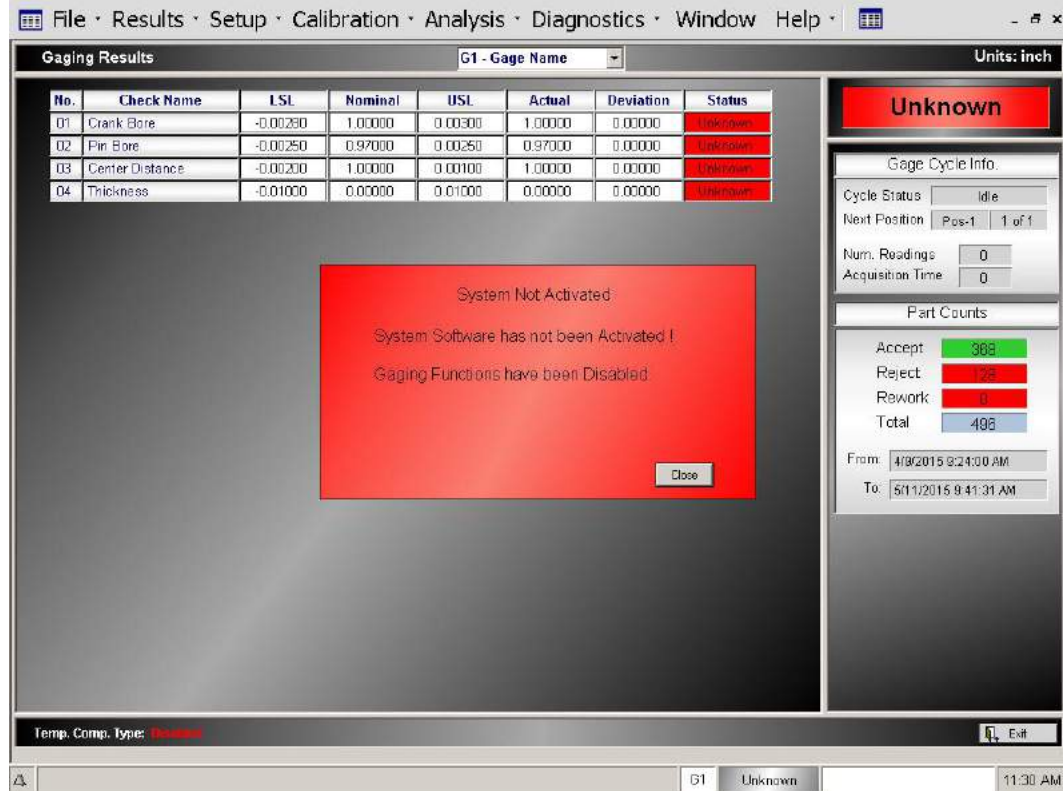 File Results Setup Calibration Analysis Diagnostics Window Help
Gaging Results G1 - Gage Name Units: inch
No. Check Name LSL Nominal USL Actual Deviation Status
01 Crank Bore 1.00000 0.00300 1.00000 0.00000 Unknown
02 Pin Bore -0.00250 0.97000 0.00250 0.97000 0.00000 Unknown
03 Center Distance -0.00200 1.00000 0.00100 1.00000 0.00000 Unknown
04 Thickness -0.01000 0.00000 0.01000 0.00000 0.00000 Unknown
System Not Activated
System Software has not been Activated !
Gaging Functions have been Disabled.
Close
Unknown
Gage Cycle Info.
Cycle Status Idle
Next Position Pos-1 1 of 1
Num. Readings 0
Acquisition Time 0
Part Counts
Accept
Reject
Rework 0
Total
From: 9:24:00 AM
To: 5/11/2015 9:41:31 AM
Temp. Comp. Type: Disabled
Exit
G1 Unknown 11:30 AM